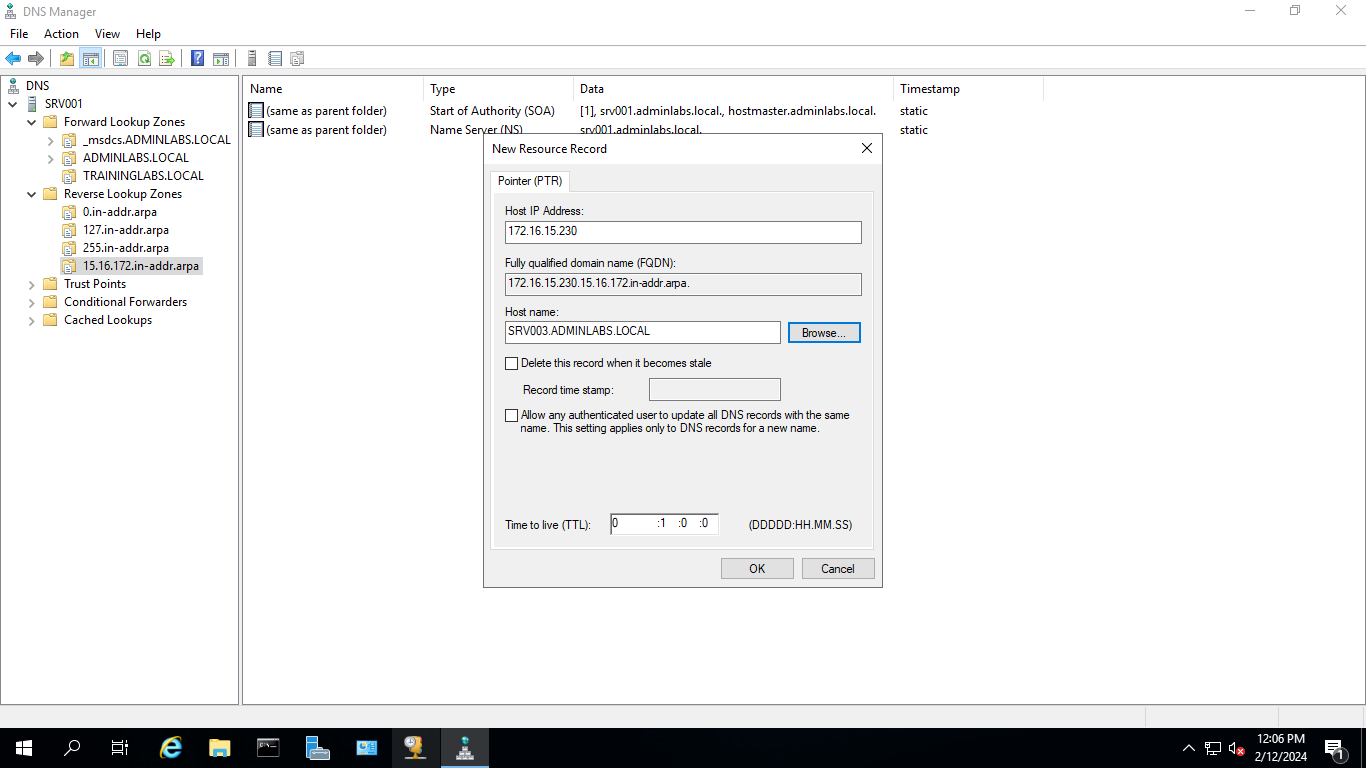 DNS Manager
File Action View Help
DNS
SRV001
Forward Lookup Zones
_msdcs.ADMINLABS.LOCAL
ADMINLABS.LOCAL
TRAININGLABS.LOCAL
Reverse Lookup Zones
0.in-addr.arpa
127.in-addr.arpa
255.in-addr.arpa
15.16.172.in-addr.arpa
Trust Points
Conditional Forwarders
Cached Lookups
Name Type Data Timestamp
(same as parent folder) Start of Authority (SOA) [1], srv001.adminlabs.local., hostmaster.adminlabs.local. static
(same as parent folder) Name Server (NS) srv001.adminlabs.local. static
New Resource Record
Pointer (PTR)
Host IP Address:
172.16.15.230
Fully qualified domain name (FQDN):
172.16.15.230.15.16.172.in-addr.arpa.
Host name:
SRV003.ADMINLABS.LOCAL
Browse...
Delete this record when it becomes stale
Record time stamp:
Allow any authenticated user to update all DNS records with the same
name. This setting applies only to DNS records for a new name.
Time to live (TTL): 0 :1 :0 :0 (DDDDD:HH.MM.SS)
OK Cancel
12:06 PM
2/12/2024
1